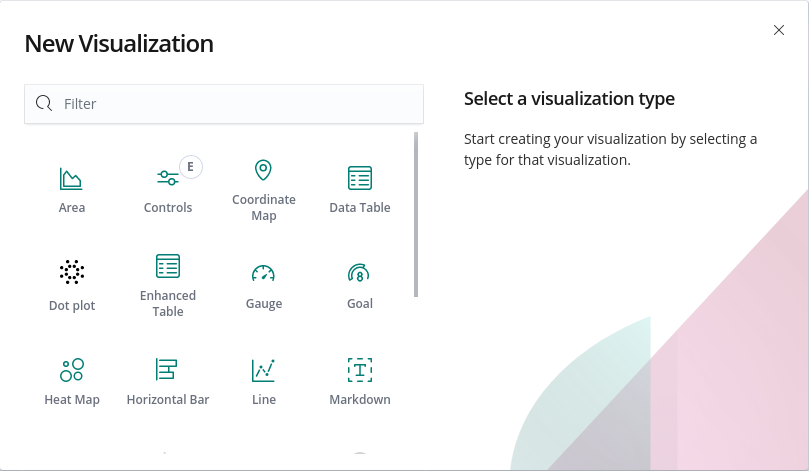 New Visualization
Filter
Select a visualization type
Start creating your visualization by selecting a
type for that visualization.
E
Area
Controls
Coordinate
Map
Data Table
Dot plot
Enhanced
Table
Gauge
8
Goal
Heat Map
Horizontal Bar
Line
T
Markdown